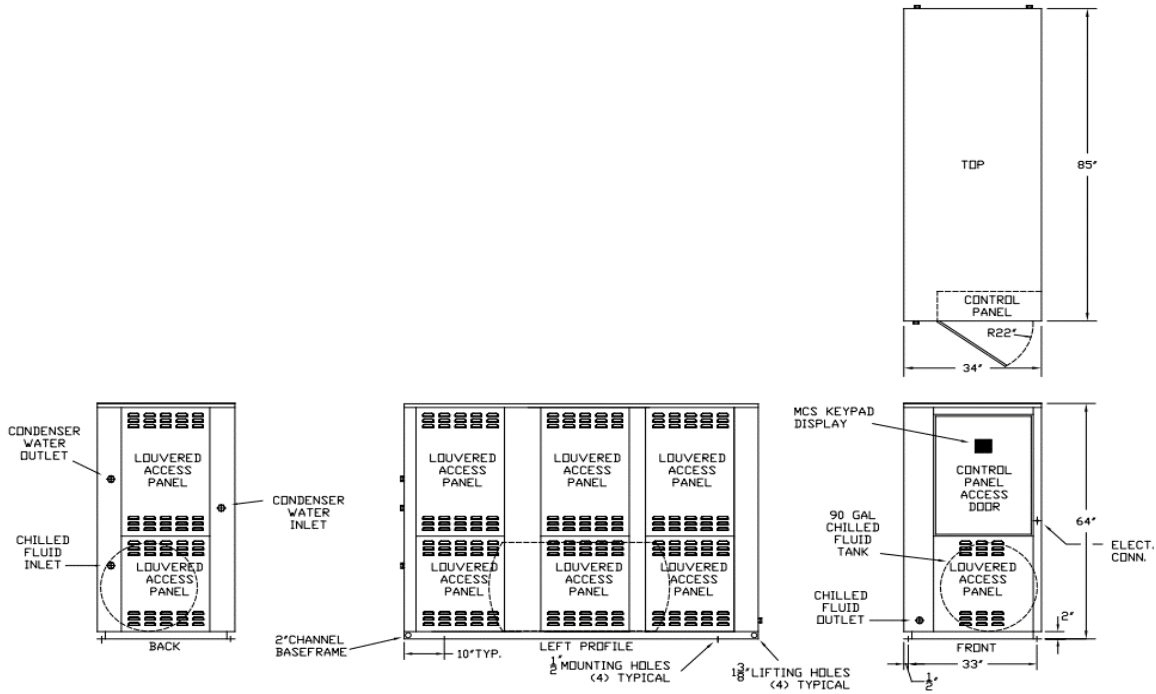 TOP
85"
CONTROL
PANEL
R22"
34"
CONDENSER
WATER
OUTLET
LOUVERED
ACCESS
PANEL
CONDENSER
WATER
INLET
CHILLED
FLUID
INLET
LOUVERED
ACCESS
PANEL
BACK
LOUVERED
ACCESS
PANEL
LOUVERED
ACCESS
PANEL
LOUVERED
ACCESS
PANEL
LOUVERED
ACCESS
PANEL
LOUVERED
ACCESS
PANEL
LOUVERED
ACCESS
PANEL
2"CHANNEL
BASEFRAME
10"TYP.
LEFT PROFILE
1/2" MOUNTING HOLES
(4) TYPICAL
1 3/8" LIFTING HOLES
(4) TYPICAL
MCS KEYPAD
DISPLAY
CONTROL
PANEL
ACCESS
DOOR
90 GAL
CHILLED
FLUID
TANK
64"
ELECT.
CONN.
LOUVERED
ACCESS
PANEL
CHILLED
FLUID
OUTLET
2"
FRONT
33"
1/2"